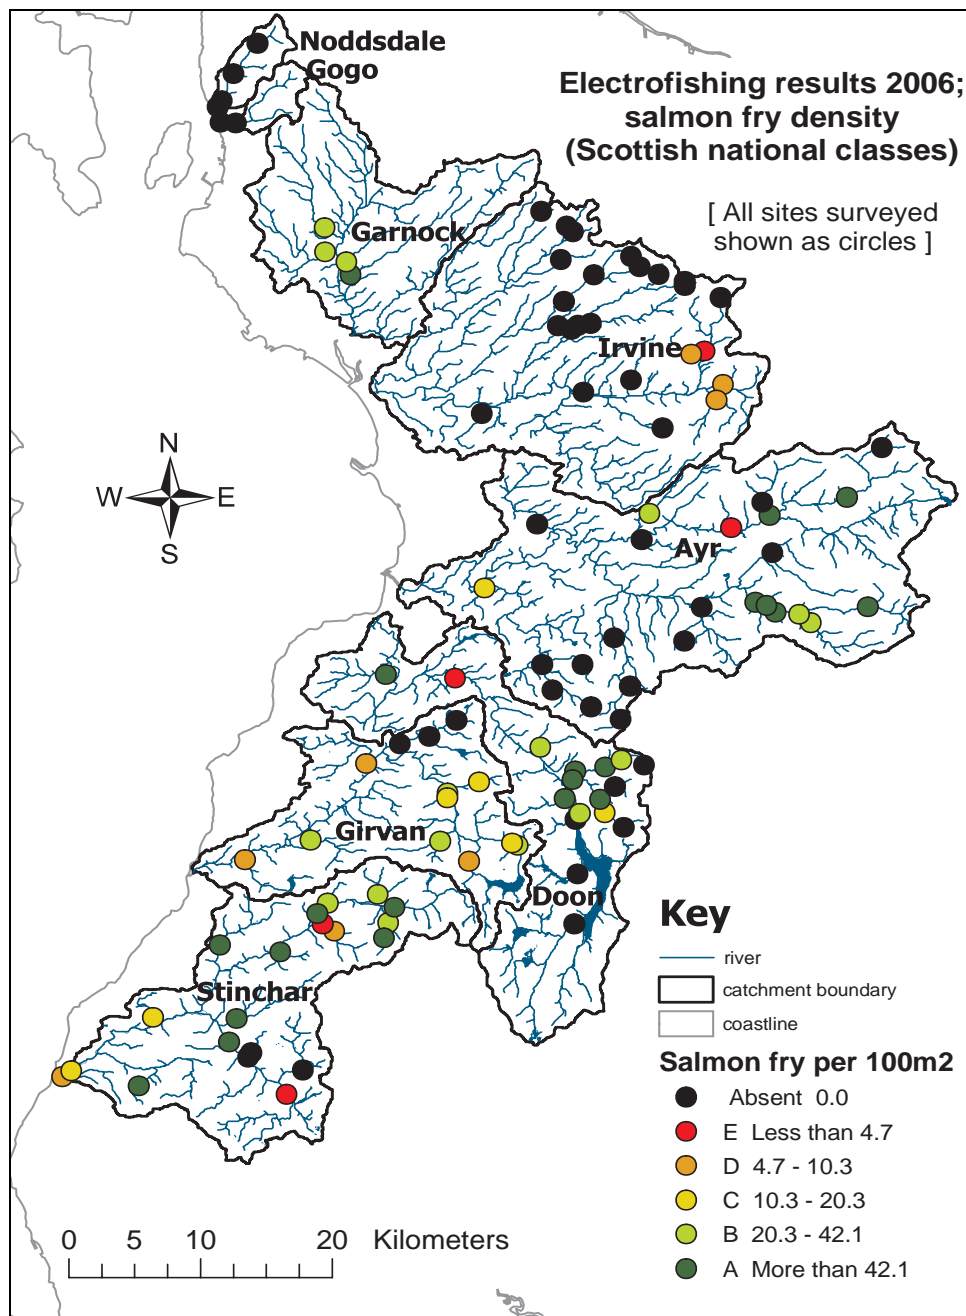 Noddsdale
Gogo
Electrofishing results 2006;
salmon fry density
(Scottish national classes)
[ All sites surveyed
shown as circles ]
Garnock
Irvine
N
W E
S
Ayr
Girvan
Doon
Stinchar
Key
river
catchment boundary
coastline
Salmon fry per 100m2
Absent 0.0
E Less than 4.7
D 4.7 - 10.3
C 10.3 - 20.3
B 20.3 - 42.1
A More than 42.1
0 5 10 20 Kilometers